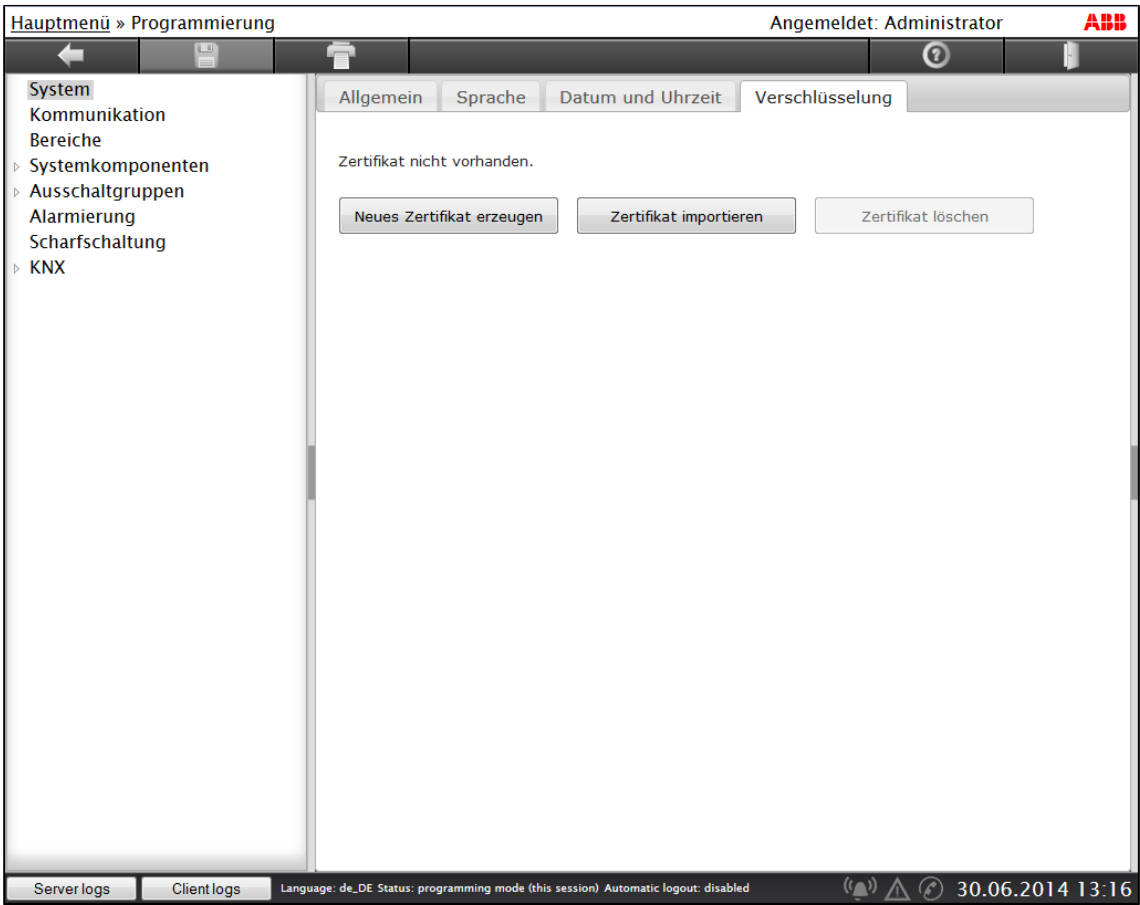 Hauptmenü » Programmierung
Angemeldet: Administrator
ABB
System
Kommunikation
Bereiche
Systemkomponenten
Ausschaltgruppen
Alarmierung
Scharfschaltung
KNX
Allgemein
Sprache
Datum und Uhrzeit
Verschlüsselung
Zertifikat nicht vorhanden.
Neues Zertifikat erzeugen
Zertifikat importieren
Zertifikat löschen
Server logs
Client logs
Language: de_DE Status: programming mode (this session) Automatic logout: disabled
30.06.2014 13:16